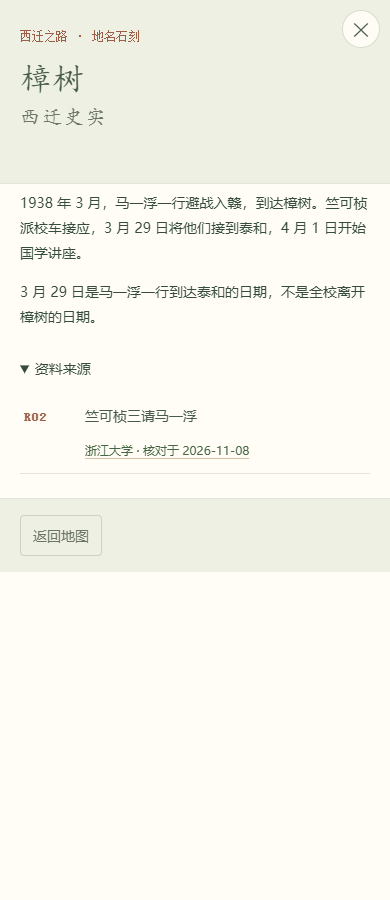 西迁之路 · 地名石刻
樟树
西迁史实
1938 年 3 月，马一浮一行避战入赣，到达樟树。竺可桢
派校车接应，3 月 29 日将他们接到泰和，4 月 1 日开始
国学讲座。
3 月 29 日是马一浮一行到达泰和的日期，不是全校离开
樟树的日期。
▼ 资料来源
R02 竺可桢三请马一浮
浙江大学 · 核对于 2026-11-08
返回地图